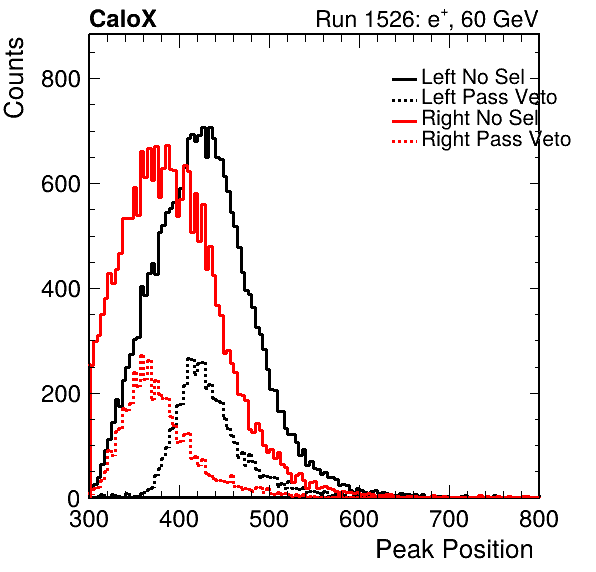 CaloX Run 1526: e+, 60 GeV
Counts
800
600
400
200
0
Left No Sel
Left Pass Veto
Right No Sel
Right Pass Veto
300 400 500 600 700 800
Peak Position